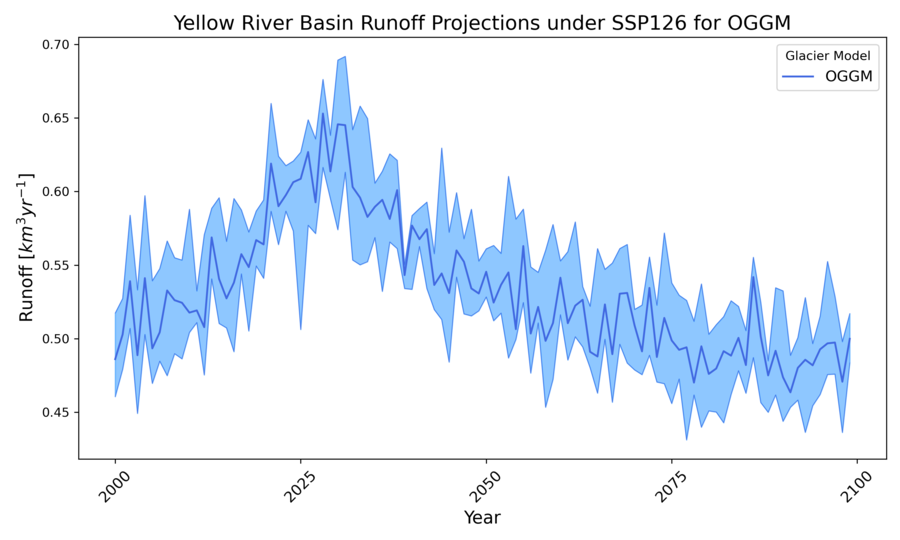 Yellow River Basin Runoff Projections under SSP126 for OGGM
Glacier Model
OGGM
Runoff [km³yr⁻¹]
0.70
0.65
0.60
0.55
0.50
0.45
2000
2025
2050
2075
2100
Year